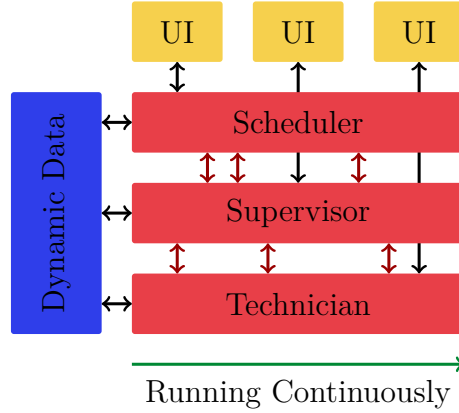 UI
UI
UI
Scheduler
Dynamic Data
Supervisor
Technician
Running Continuously